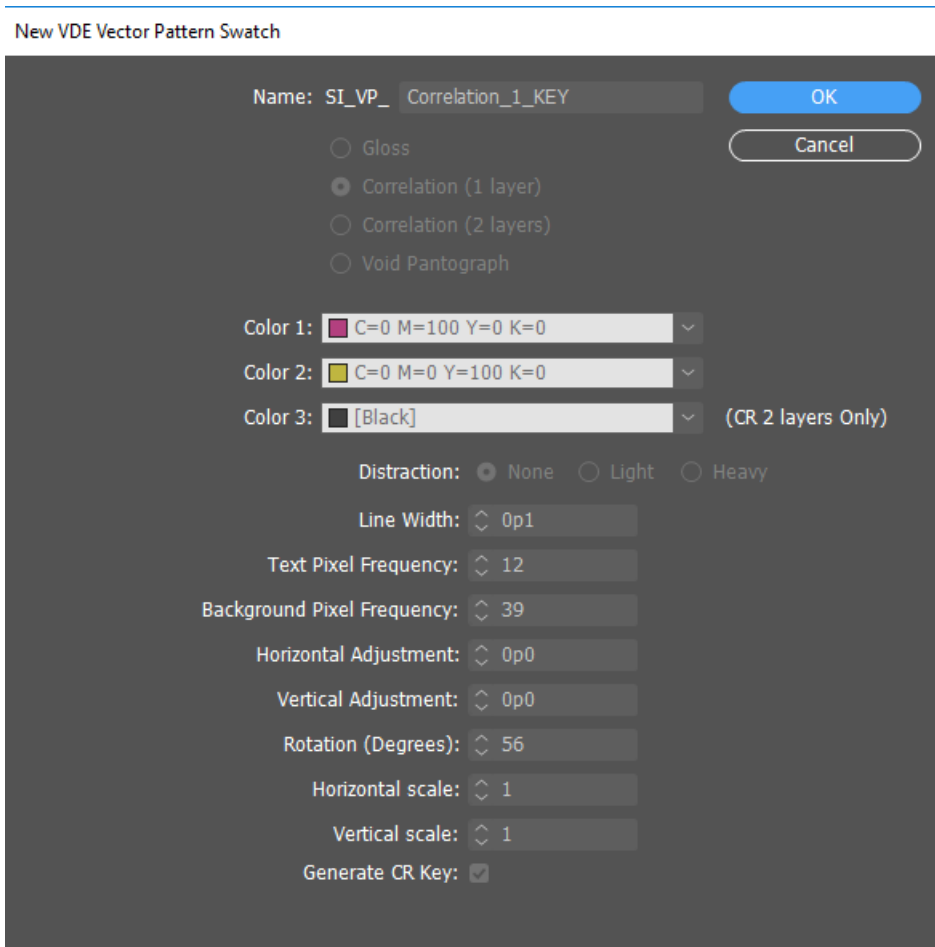 New VDE Vector Pattern Swatch
Name: SI_VP_ Correlation_1_KEY OK
Gloss Cancel
Correlation (1 layer)
Correlation (2 layers)
Void Pantograph
Color 1: C=0 M=100 Y=0 K=0
Color 2: C=0 M=0 Y=100 K=0
Color 3: [Black] (CR 2 layers Only)
Distraction: None Light Heavy
Line Width: 0p1
Text Pixel Frequency: 12
Background Pixel Frequency: 39
Horizontal Adjustment: 0p0
Vertical Adjustment: 0p0
Rotation (Degrees): 56
Horizontal scale: 1
Vertical scale: 1
Generate CR Key: